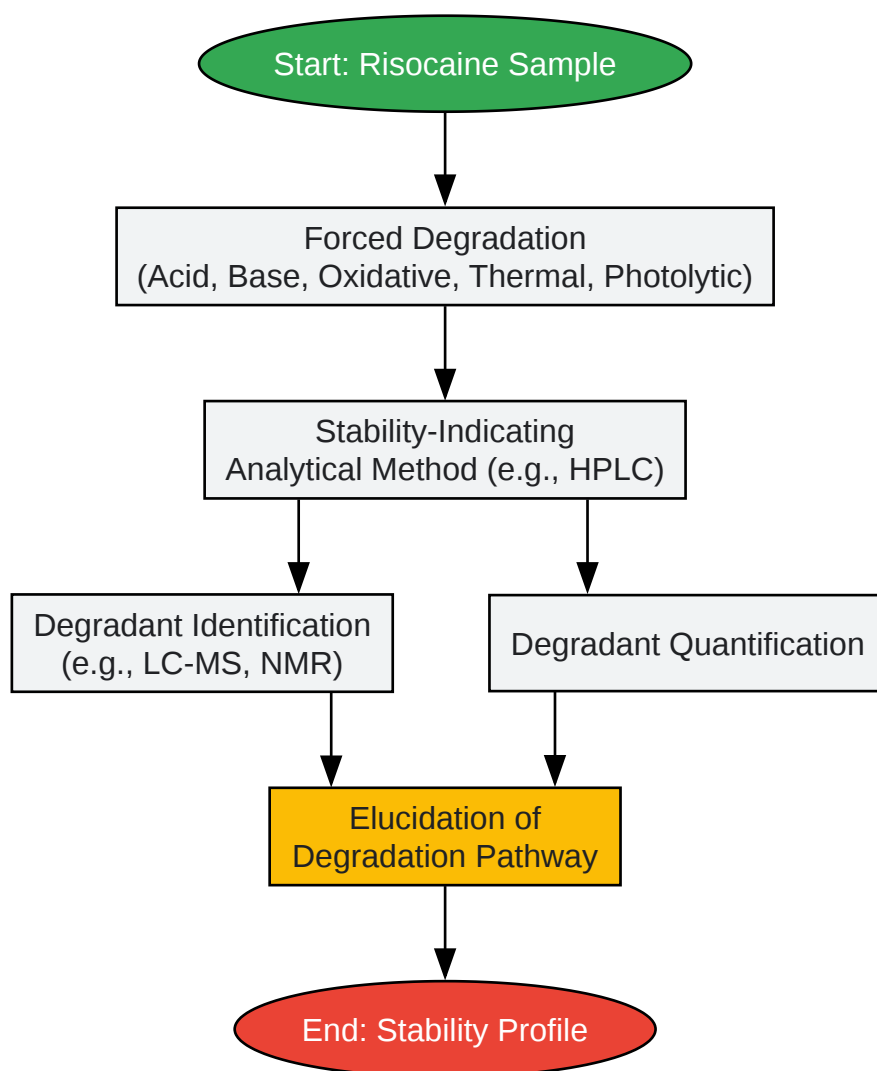 Start: Risocaine Sample
Forced Degradation
(Acid, Base, Oxidative, Thermal, Photolytic)
Stability-Indicating
Analytical Method (e.g., HPLC)
Degradant Identification
(e.g., LC-MS, NMR)
Degradant Quantification
Elucidation of
Degradation Pathway
End: Stability Profile